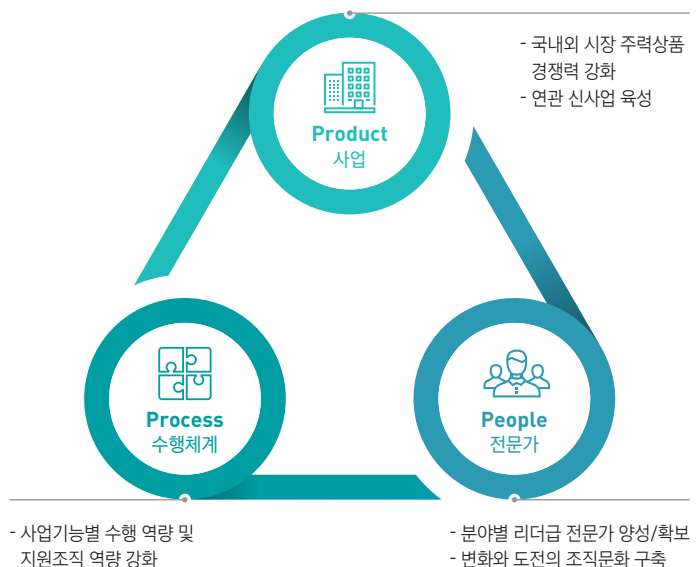 - 국내외 시장 주력상품
경쟁력 강화
- 연관 신사업 육성
Product
사업
Process
수행체계
People
전문가
- 사업기능별 수행 역량 및
지원조직 역량 강화
- 분야별 리더급 전문가 양성/확보
- 변화와 도전의 조직문화 구축